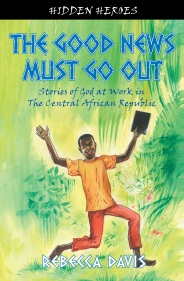 HIDDEN HEROES
THE GOOD NEWS
MUST GO OUT
Stories of God at Work in
The Central African Republic
REBECCA DAVIS